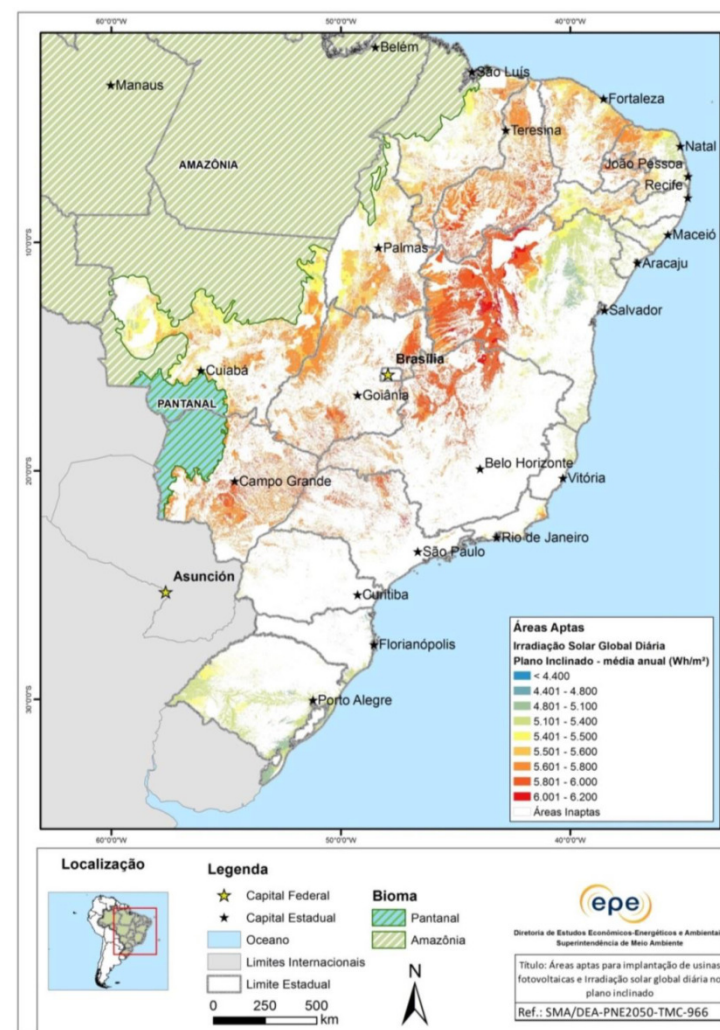 60°0'0"W
50°0'0"W
40°0'0"W
Belém
Manaus
São Luís
Fortaleza
Teresina
Natal
AMAZÔNIA
João Pessoa
Recife
10°0'0"S
Palmas
Maceió
Aracaju
Salvador
Brasília
Cuiabá
Goiânia
PANTANAL
20°0'0"S
Belo Horizonte
Campo Grande
Vitória
Rio de Janeiro
São Paulo
Asunción
Curitiba
Florianópolis
30°0'0"S
Porto Alegre
Áreas Aptas
Irradiação Solar Global Diária
Plano Inclinado - média anual (Wh/m²)
< 4.400
4.401 - 4.800
4.801 - 5.100
5.101 - 5.400
5.401 - 5.500
5.501 - 5.600
5.601 - 5.800
5.801 - 6.000
6.001 - 6.200
Áreas Inaptas
60°0'0"W
50°0'0"W
40°0'0"W
Localização
Legenda
Capital Federal
Capital Estadual
Oceano
Limites Internacionais
Limite Estadual
0 250 500
km
Bioma
Pantanal
Amazônia
N
epe
Diretoria de Estudos Econômicos-Energéticos e Ambientai
Superintendência de Meio Ambiente
Título: Áreas aptas para implantação de usinas
fotovoltaicas e Irradiação solar global diário no
plano inclinado
Ref.: SMA/DEA-PNE2050-TMC-966